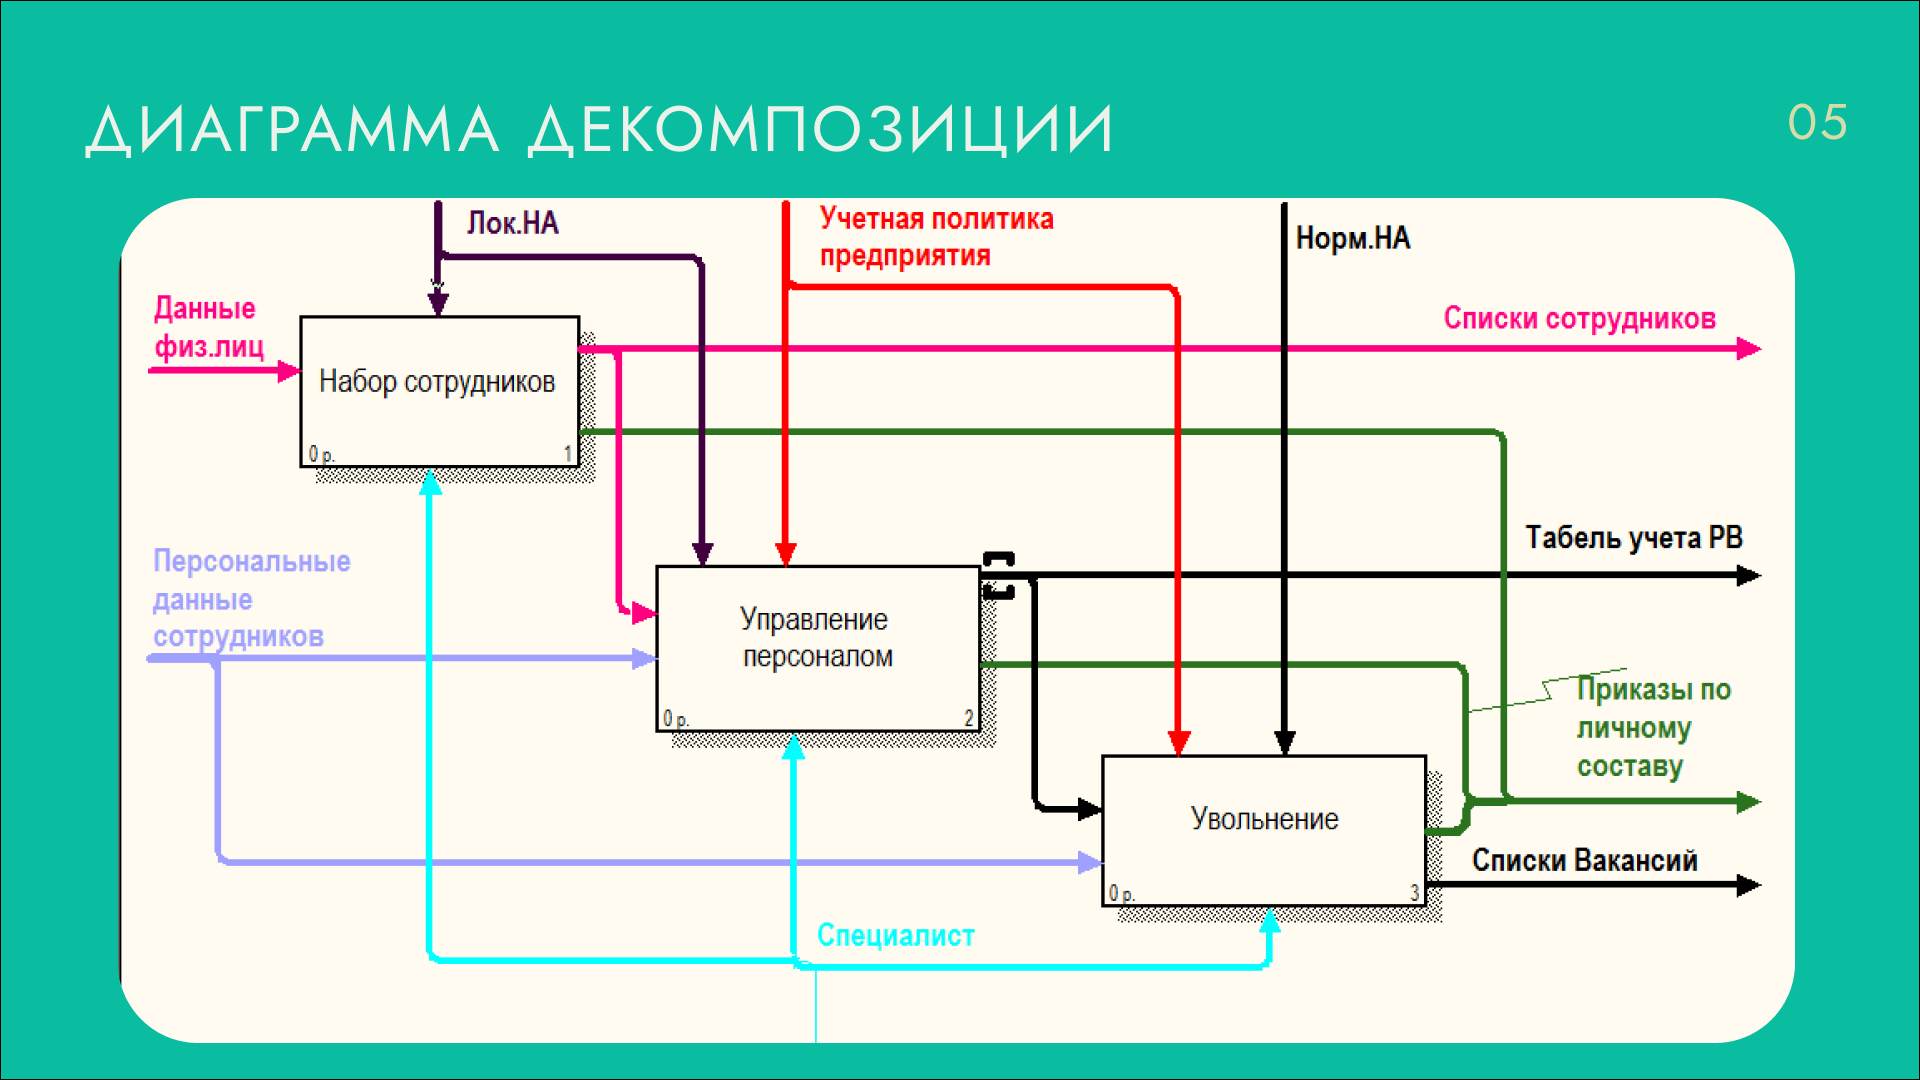 ДИАГРАММА ДЕКОМПОЗИЦИИ
05
Лок.НА
Учетная политика
предприятия
Норм.НА
Данные
физ.лиц
Списки сотрудников
Набор сотрудников
0 р.
1
Табель учета РВ
Персональные
данные
сотрудников
Управление
персоналом
0 р.
2
Приказы по
личному
составу
Увольнение
0 р.
3
Списки Вакансий
Специалист